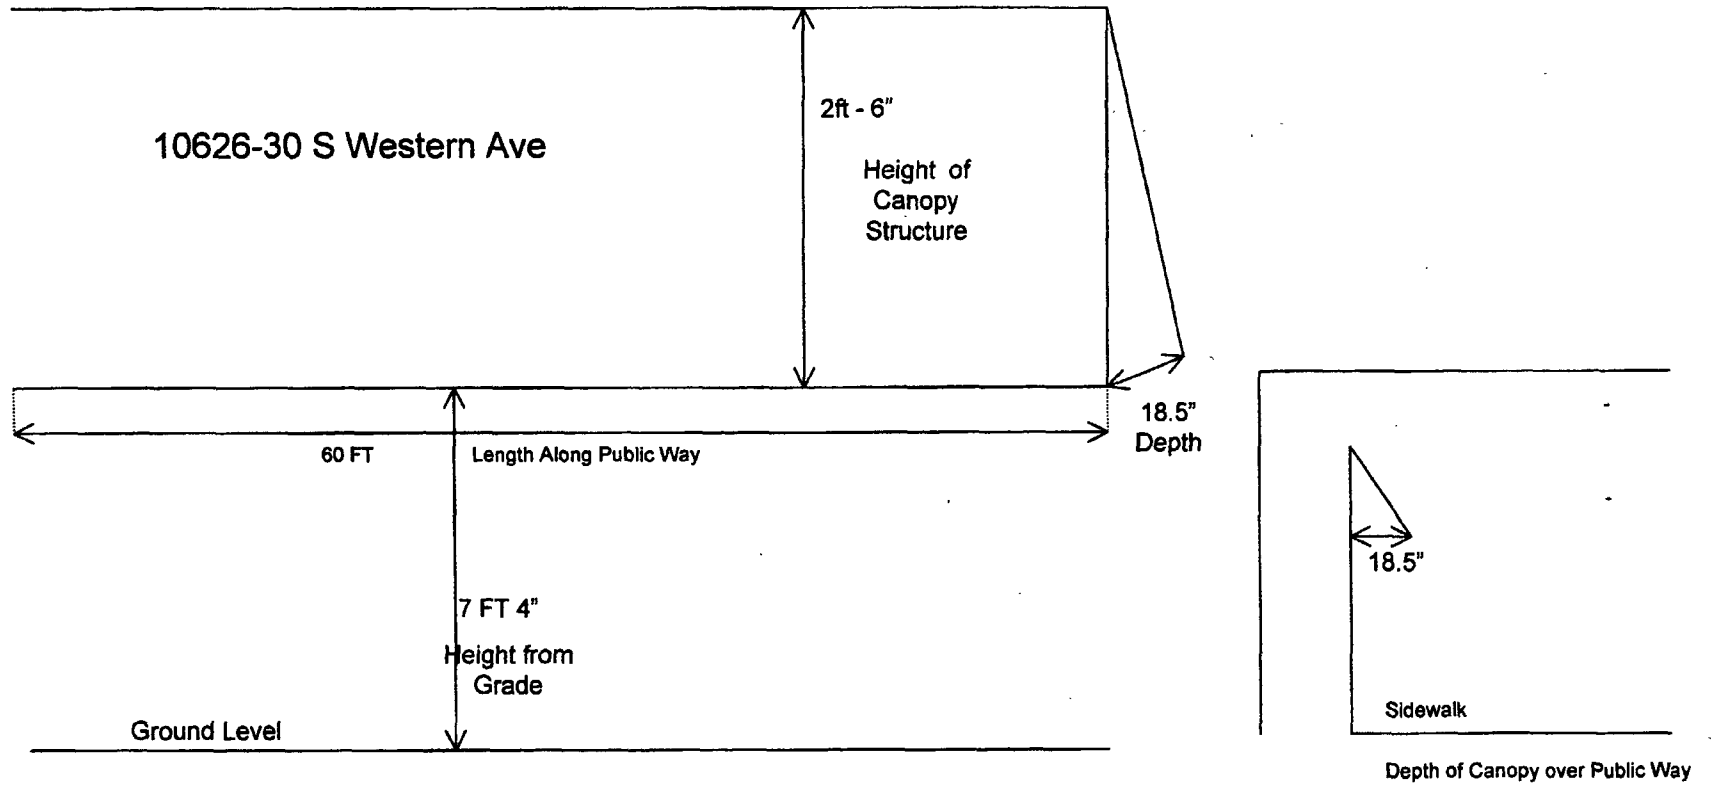 2ft - 6"
10626-30 S Western Ave
Height of
Canopy
Structure
18.5"
Depth
60 FT
Length Along Public Way
18.5"
7 FT 4"
Height from
Grade
Ground Level
Sidewalk
Depth of Canopy over Public Way